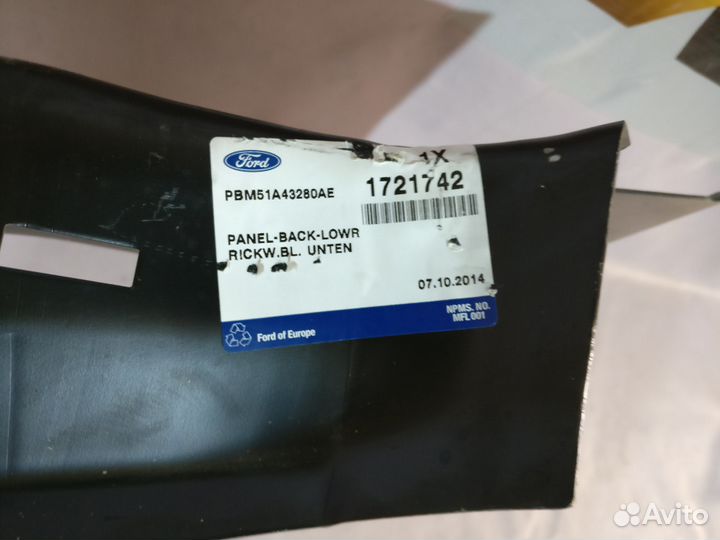 1X
Ford
PBM51A43280AE
1721742
PANEL-BACK-LOWR
RICKW.BL. UNTEN
07.10.2014
NPMS. NO.
MFL 001
Ford of Europe
Avito